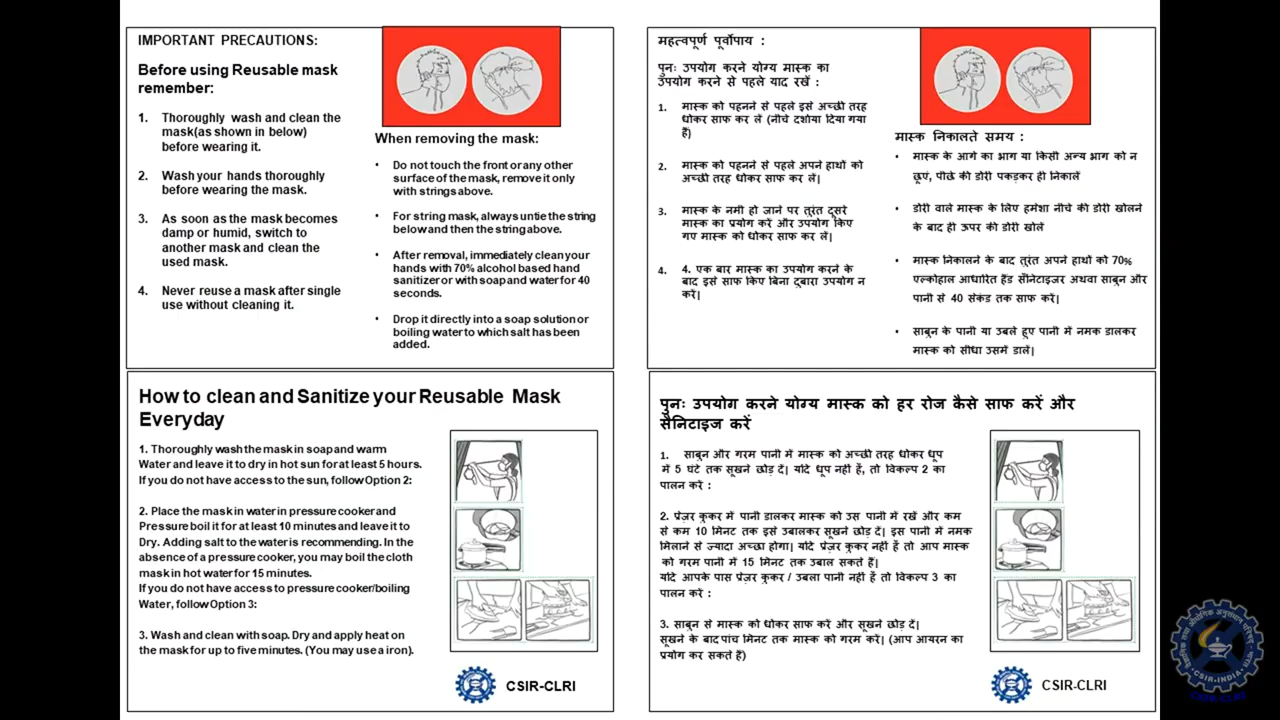 IMPORTANT PRECAUTIONS:
Before using Reusable mask
remember:
1. Thoroughly wash and clean the
mask(as shown in below)
before wearing it.
2. Wash your hands thoroughly
before wearing the mask.
3. As soon as the mask becomes
damp or humid, switch to
another mask and clean the
used mask.
4. Never reuse a mask after single
use without cleaning it.
When removing the mask:
• Do not touch the front or any other
surface of the mask, remove it only
with strings above.
• For string mask, always untie the string
below and then the string above.
• After removal, immediately clean your
hands with 70% alcohol based hand
sanitizer or with soap and water for 40
seconds.
• Drop it directly into a soap solution or
boiling water to which salt has been
added.
महत्वपूर्ण पूर्वोपाय :
पुनः उपयोग करने योग्य मास्क का
उपयोग करने से पहले याद रखें :
1. मास्क को पहनने से पहले इसे अच्छी तरह
धोकर साफ कर लें (नीचे दर्शाया दिया गया
है)
2. मास्क को पहनने से पहले अपने हाथों को
अच्छी तरह धोकर साफ कर लें|
3. मास्क के नमी हो जाने पर तुरंत दूसरे
मास्क का प्रयोग करें और उपयोग किए
गए मास्क को धोकर साफ कर लें|
4. 4. एक बार मास्क का उपयोग करने के
बाद इसे साफ किए बिना दूबारा उपयोग न
करें|
मास्क निकालते समय :
• मास्क के आगे का भाग या किसी अन्य भाग को न
छूएं, पीछे की डोरी पकड़कर ही निकालें
• डोरी वाले मास्क के लिए हमेशा नीचे की डोरी खोलने
के बाद ही ऊपर की डोरी खोलें
• मास्क निकालने के बाद तुरंत अपने हाथों को 70%
एल्कोहाल आधारित हैंड सैनिटाइजर अथवा साबुन और
पानी से 40 सेकंड तक साफ करें|
• साबुन के पानी या उबले हुए पानी में नमक डालकर
मास्क को सीधा उसमें डालें|
How to clean and Sanitize your Reusable Mask
Everyday
1. Thoroughly wash the mask in soap and warm
Water and leave it to dry in hot sun for at least 5 hours.
If you do not have access to the sun, follow Option 2:
2. Place the mask in water in pressure cooker and
Pressure boil it for at least 10 minutes and leave it to
Dry. Adding salt to the water is recommending. In the
absence of a pressure cooker, you may boil the cloth
mask in hot water for 15 minutes.
If you do not have access to pressure cooker/boiling
Water, follow Option 3:
3. Wash and clean with soap. Dry and apply heat on
the mask for up to five minutes. (You may use a iron).
CSIR-CLRI
पुनः उपयोग करने योग्य मास्क को हर रोज कैसे साफ करें और
सैनिटाइज करें
1. साबुन और गरम पानी में मास्क को अच्छी तरह धोकर धूप
में 5 घंटे तक सूखने छोड़ दें| यदि धूप नहीं हैं, तो विकल्प 2 का
पालन करें :
2. प्रेज़र कूकर में पानी डालकर मास्क को उस पानी में रखें और कम
से कम 10 मिनट तक इसे उबालकर सूखने छोड़ दें| इस पानी में नमक
मिलाने से ज्यादा अच्छा होगा| यदि प्रेज़र कूकर नहीं हैं तो आप मास्क
को गरम पानी में 15 मिनट तक उबाल सकते हैं|
यदि आपके पास प्रेज़र कूकर / उबला पानी नहीं हैं तो विकल्प 3 का
पालन करें :
3. साबुन से मास्क को धोकर साफ करें और सूखने छोड़ दें|
सूखने के बाद पांच मिनट तक मास्क को गरम करें| (आप आयरन का
प्रयोग कर सकते हैं)
CSIR-CLRI
CSIR-INDIA
CSIR-CLRI